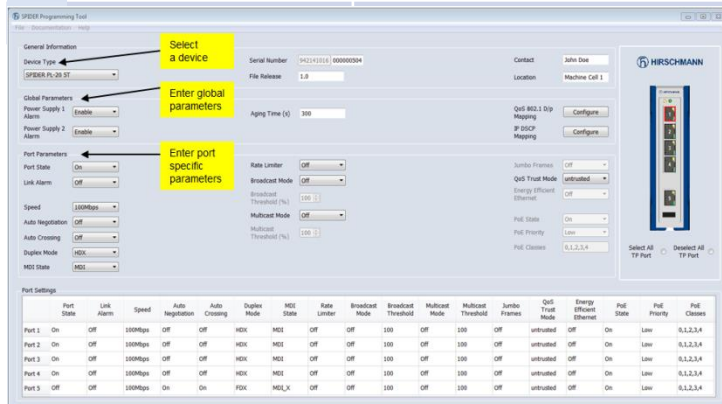 SPIDER Programming Tool
File Documentation Help
General Information
Select a device
Device Type
SPIDER PL-20 ST
Serial Number 942141016 000000504
File Release 1.0
Contact John Doe
Location Machine Cell 1
HIRSCHMANN
Global Parameters
Enter global parameters
Power Supply 1 Alarm Enable
Power Supply 2 Alarm Enable
Aging Time (s) 300
QoS 802.1 D/p Mapping Configure
IP DSCP Mapping Configure
Port Parameters
Enter port specific parameters
Port State On
Link Alarm Off
Speed 100Mbps
Auto Negotiation Off
Auto Crossing Off
Duplex Mode HDX
MDI State MDI
Rate Limiter Off
Broadcast Mode Off
Broadcast Threshold (%) 100
Multicast Mode Off
Multicast Threshold (%) 100
Jumbo Frames Off
QoS Trust Mode untrusted
Energy Efficient Ethernet Off
PoE State On
PoE Priority Low
PoE Classes 0,1,2,3,4
Select All TP Port
Deselect All TP Port
Port Settings
Port State Link Alarm Speed Auto Negotiation Auto Crossing Duplex Mode MDI State Rate Limiter Broadcast Mode Broadcast Threshold Multicast Mode Multicast Threshold Jumbo Frames QoS Trust Mode Energy Efficient Ethernet PoE State PoE Priority PoE Classes
Port 1 On Off 100Mbps Off Off HDX MDI Off Off 100 Off 100 Off untrusted Off On Low 0,1,2,3,4
Port 2 On Off 100Mbps Off Off HDX MDI Off Off 100 Off 100 Off untrusted Off On Low 0,1,2,3,4
Port 3 On Off 100Mbps Off Off HDX MDI Off Off 100 Off 100 Off untrusted Off On Low 0,1,2,3,4
Port 4 On Off 100Mbps Off Off HDX MDI Off Off 100 Off 100 Off untrusted Off On Low 0,1,2,3,4
Port 5 Off Off 100Mbps On On FDX MDI_X Off Off 100 Off 100 Off untrusted Off On Low 0,1,2,3,4